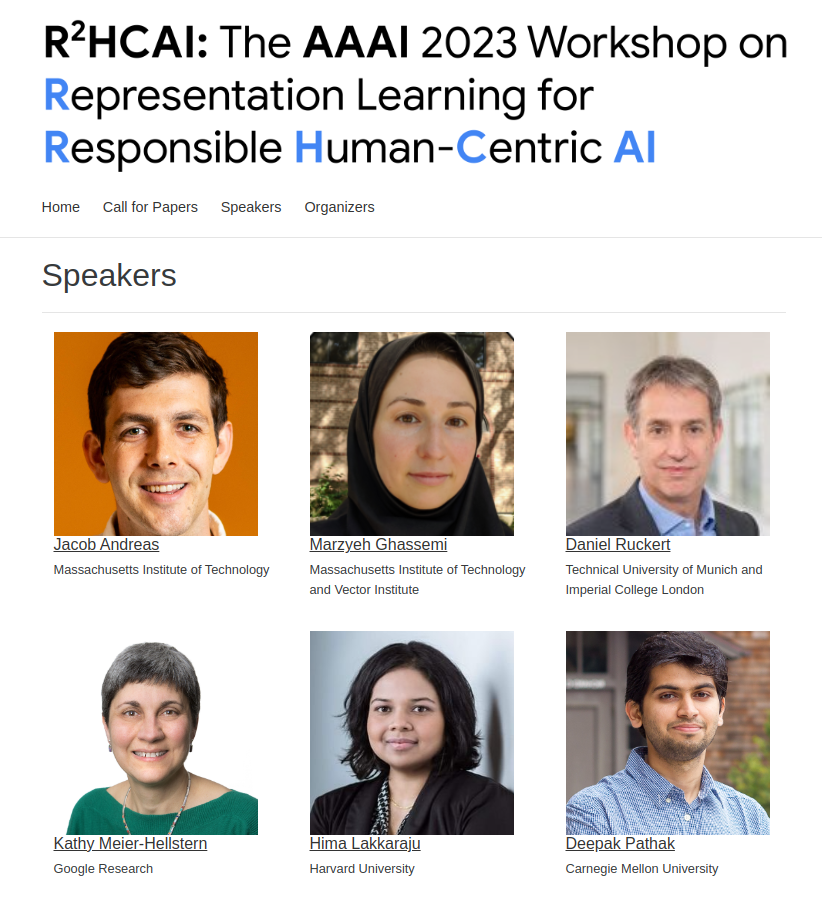 R²HCAI: The AAAI 2023 Workshop on
Representation Learning for
Responsible Human-Centric AI
Home Call for Papers Speakers Organizers
Speakers
Jacob Andreas
Massachusetts Institute of Technology
Marzyeh Ghassemi
Massachusetts Institute of Technology
and Vector Institute
Daniel Ruckert
Technical University of Munich and
Imperial College London
Kathy Meier-Hellstern
Google Research
Hima Lakkaraju
Harvard University
Deepak Pathak
Carnegie Mellon University